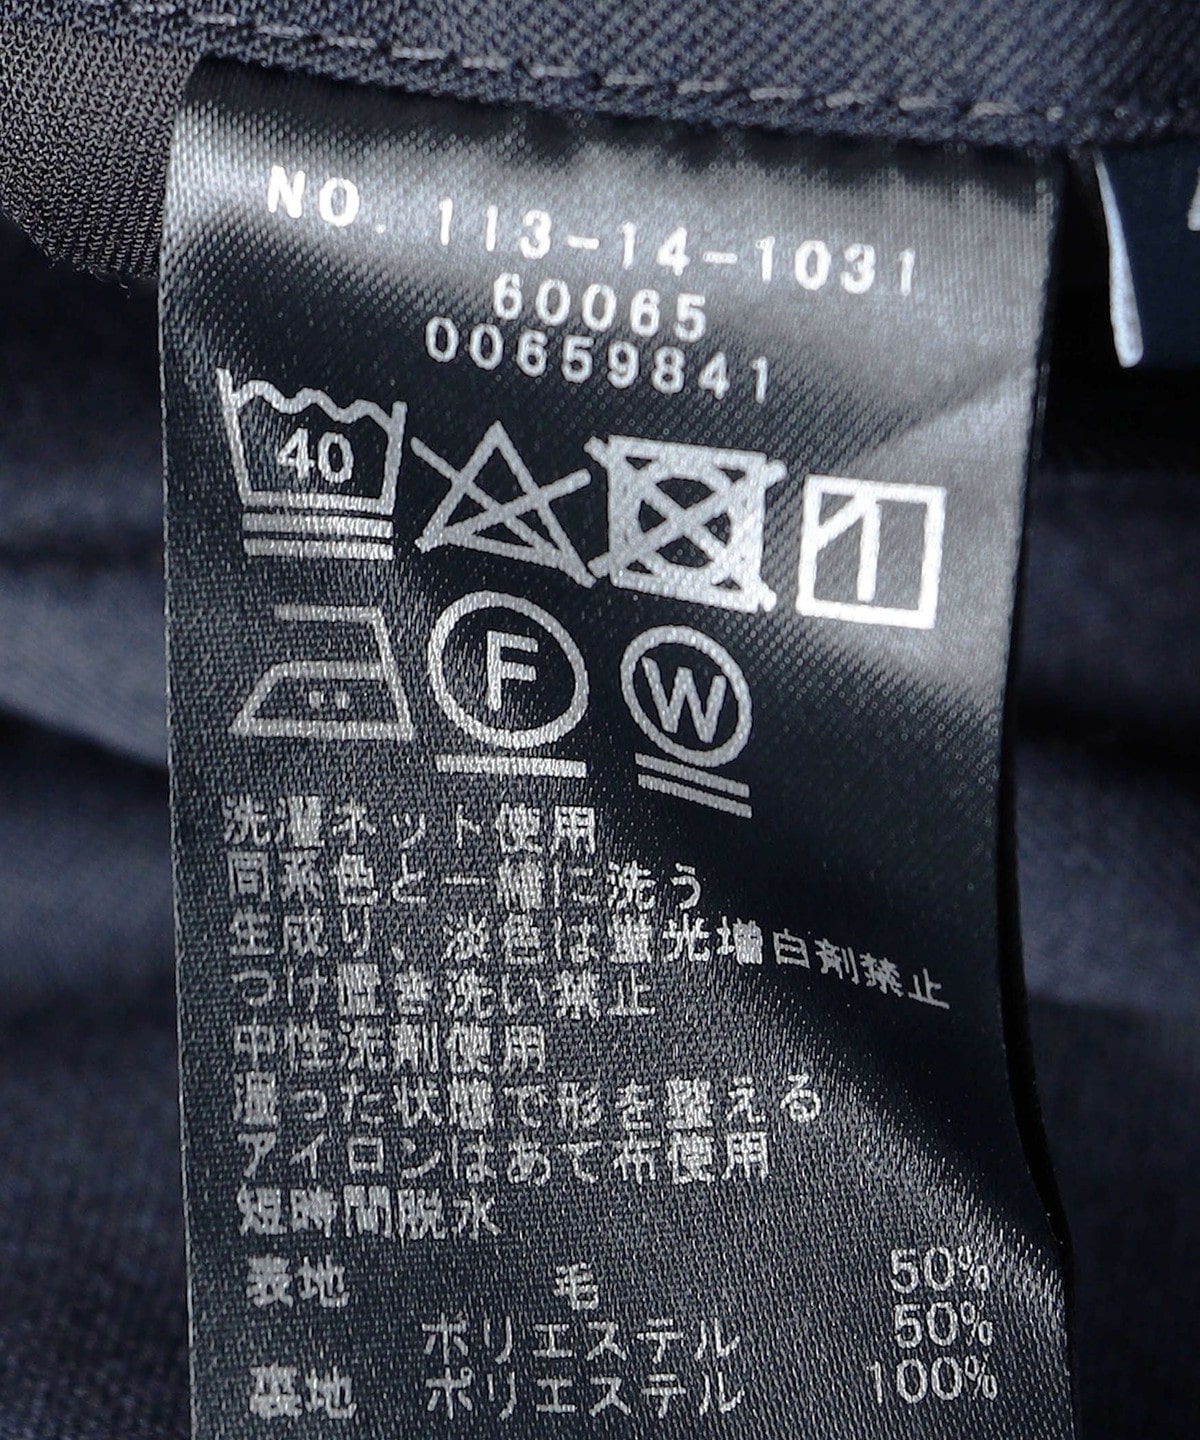 NO. 113-14-1031
60065
00659841
40
F W
洗濯ネット使用
同系色と一緒に洗う
生成り、淡色は蛍光増白剤禁止
つけ置き洗い禁止
中性洗剤使用
湿った状態で形を整える
アイロンはあて布使用
短時間脱水
表地 毛 50%
ポリエステル 50%
裏地 ポリエステル 100%